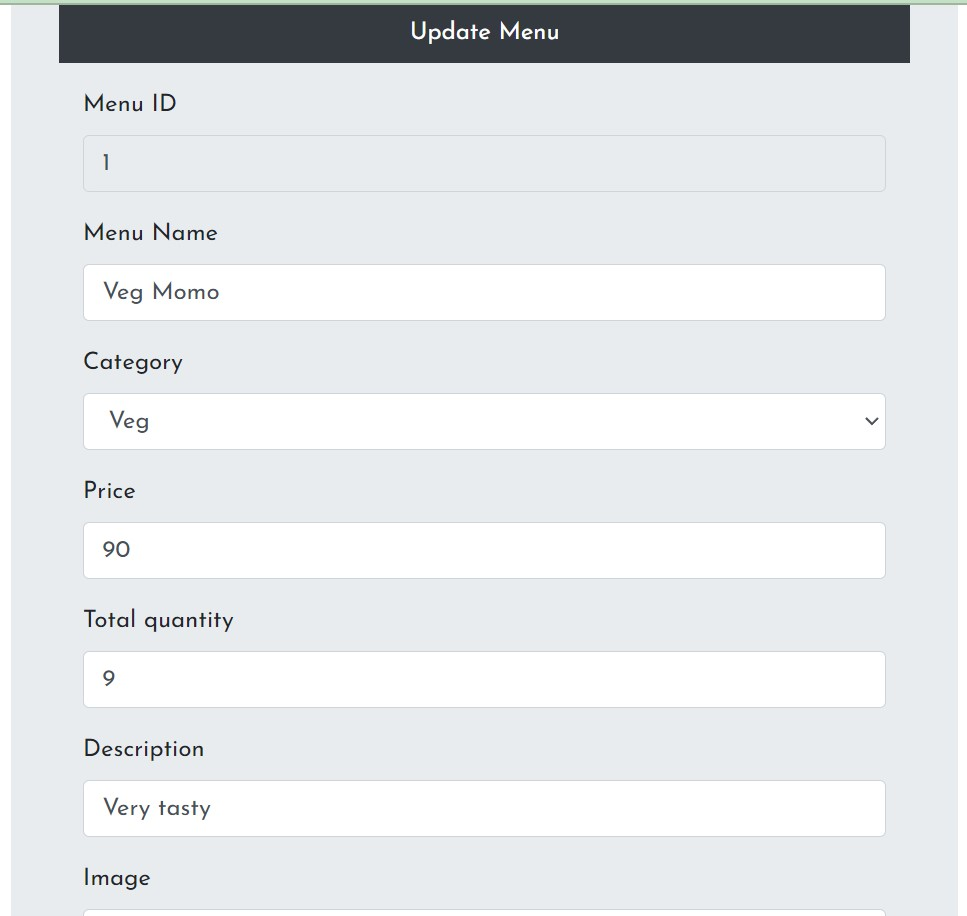 Update Menu
Menu ID
1
Menu Name
Veg Momo
Category
Veg
Price
90
Total quantity
9
Description
Very tasty
Image